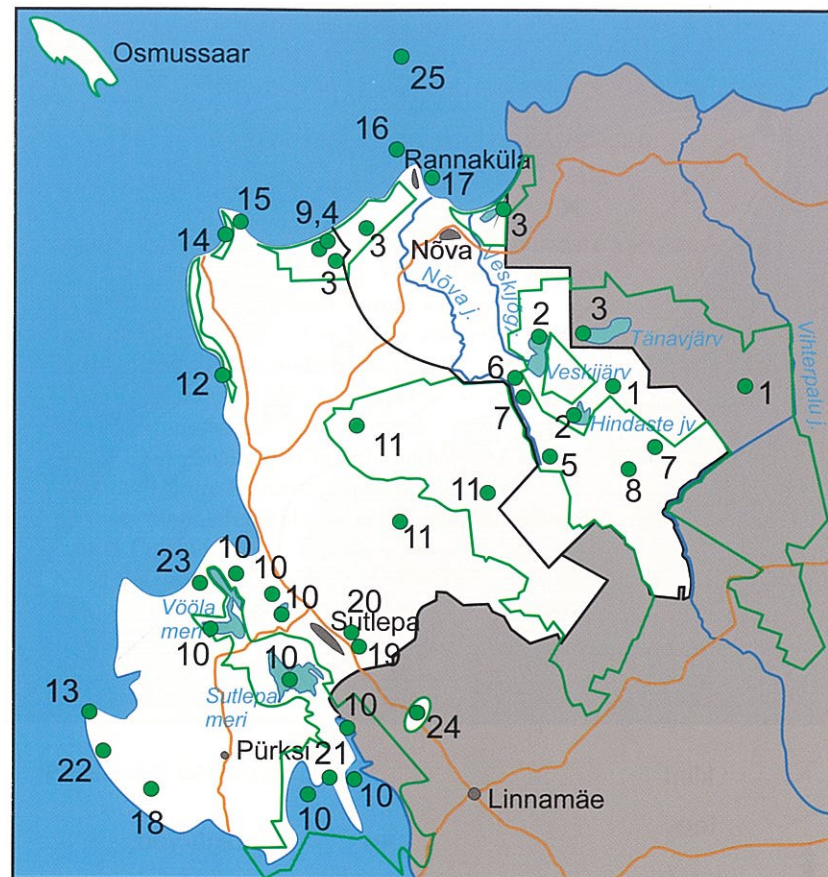 Osmussaar
25
16
Rannaküla
17
15
9,4
14
3
3
3
Nõva
Nõva j.
Veskijõgi
2
3
Tänavjärv
Vihterpalu j.
6
Veskijärv
1
1
12
7
2
Hindaste jv
11
5
7
8
11
11
23
10
10
10
Vööla
meri
20
Sutlepa
10
19
10
Sutlepa
meri
13
10
24
22
Pürksi
21
10
18
10
Linnamäe